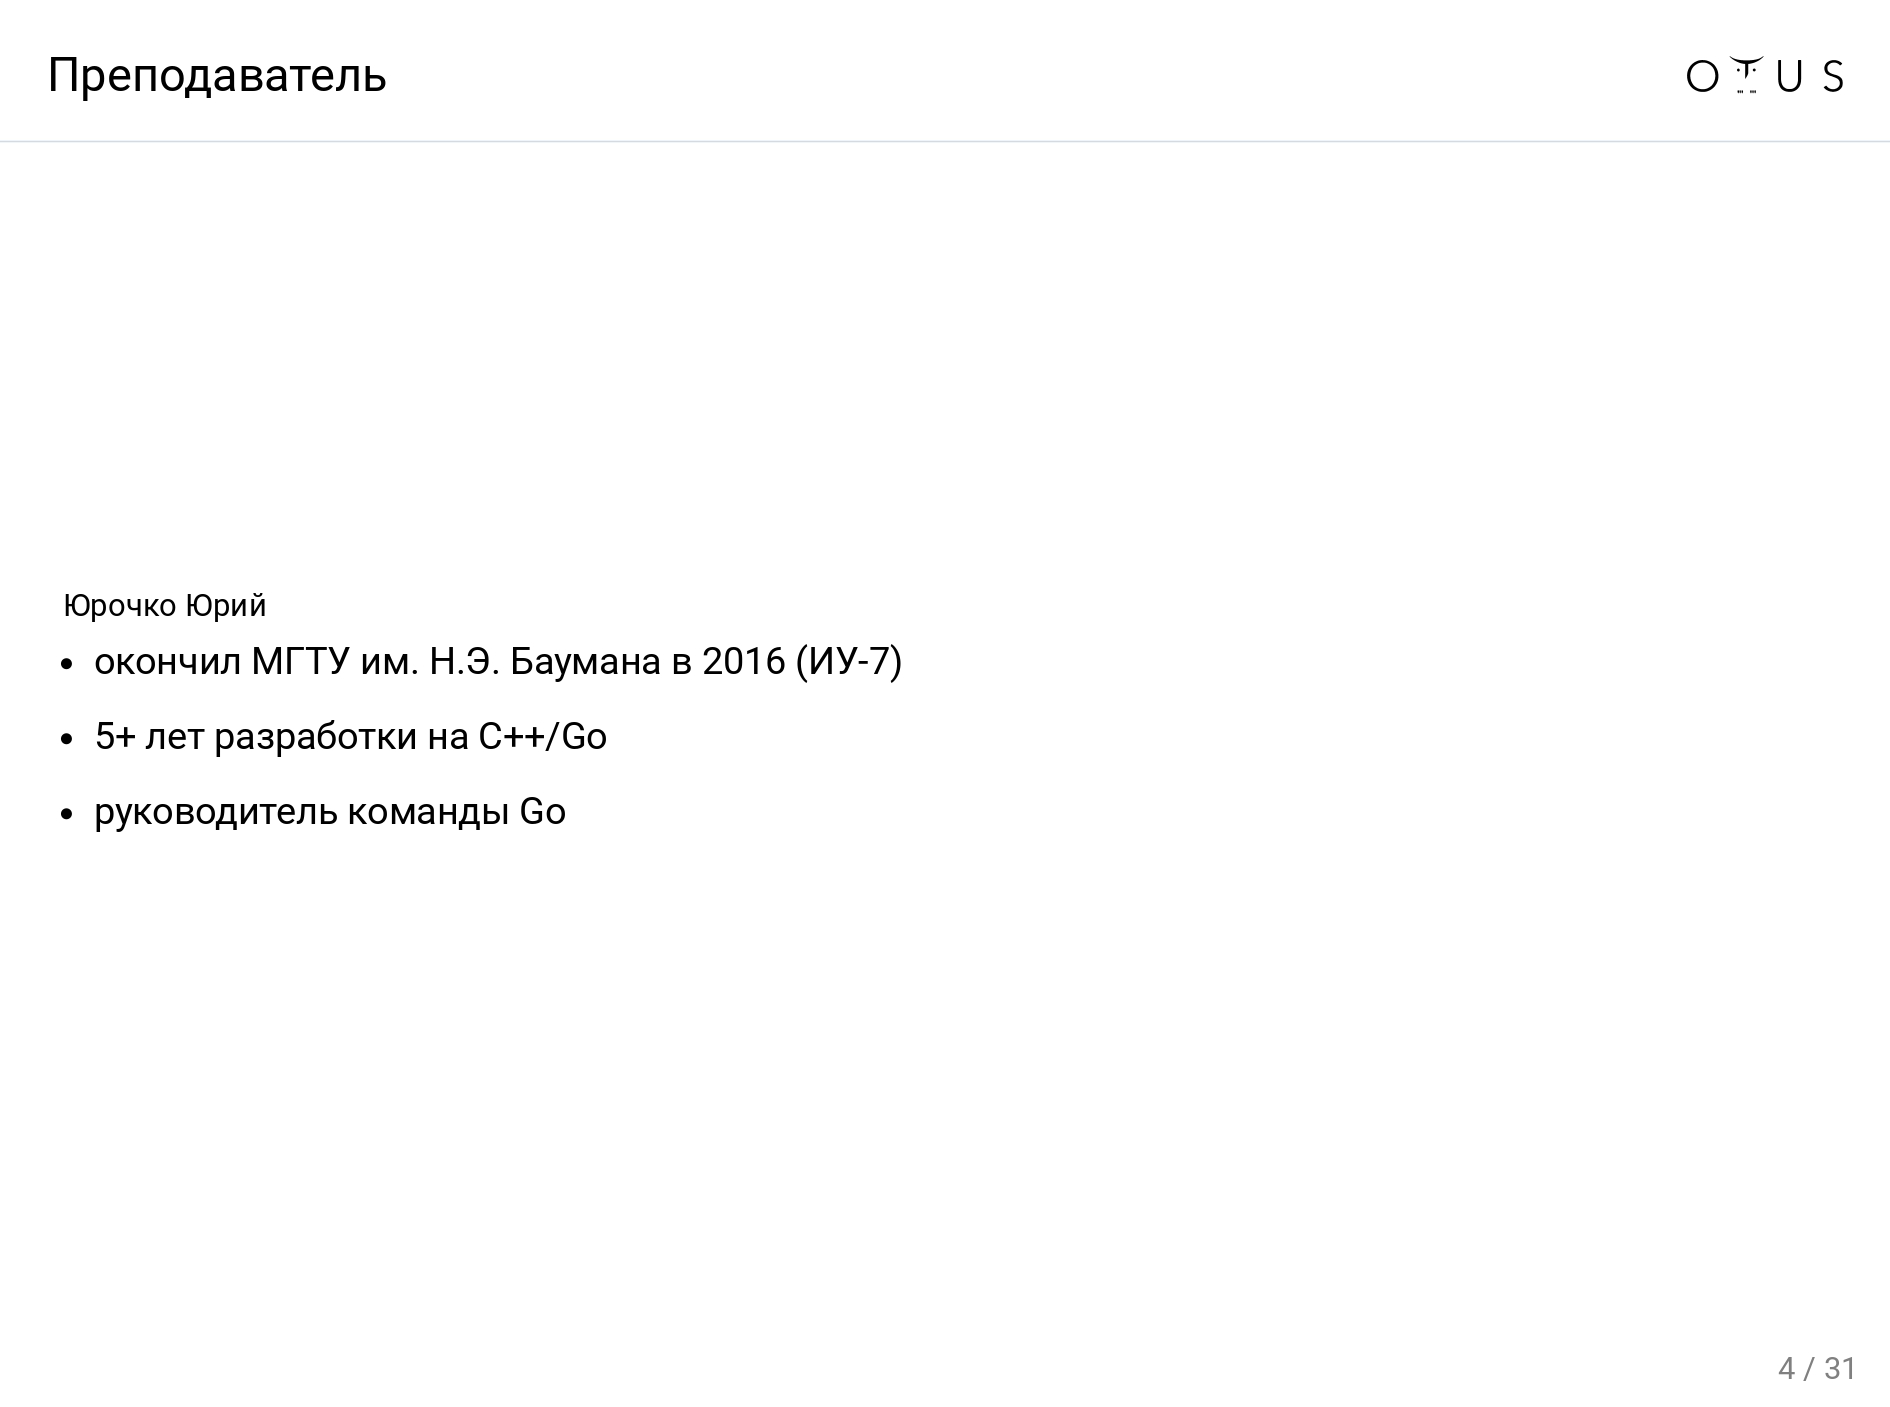 Преподаватель
OTUS
Юрочко Юрий
• окончил МГТУ им. Н.Э. Баумана в 2016 (ИУ-7)
• 5+ лет разработки на C++/Go
• руководитель команды Go
4 / 31